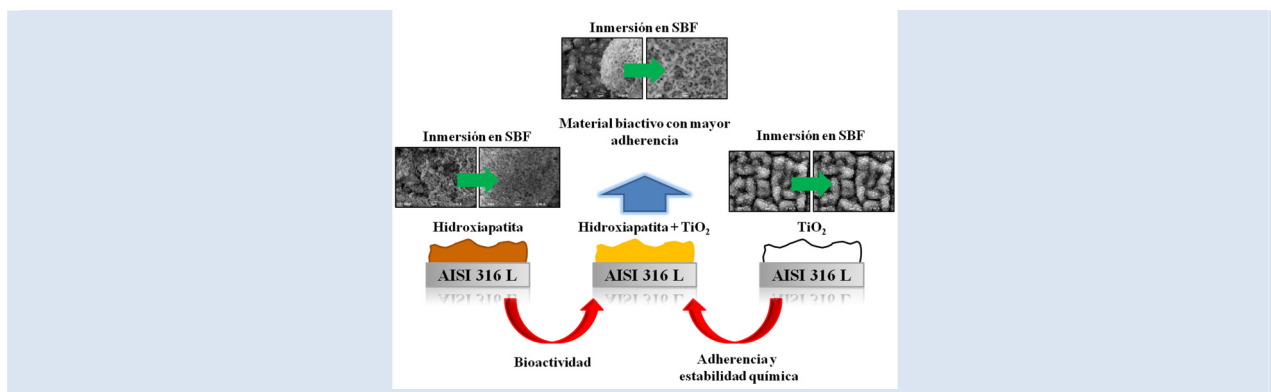 Inmersión en SBF
Material biactivo con mayor
adherencia
Inmersión en SBF
Inmersión en SBF
Hidroxiapatita
Hidroxiapatita + TiO₂
TiO₂
AISI 316 L
AISI 316 L
AISI 316 L
Bioactividad
Adherencia y
estabilidad química